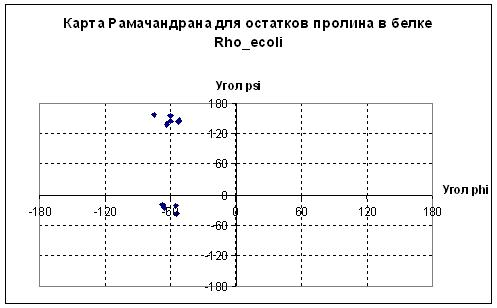 Карта Рамачандрана для остатков пролина в белке
Rho_ecoli
Угол psi
180
120
60
0
-180 -120 -60 0 60 120 180
Угол phi
-60
-120
-180